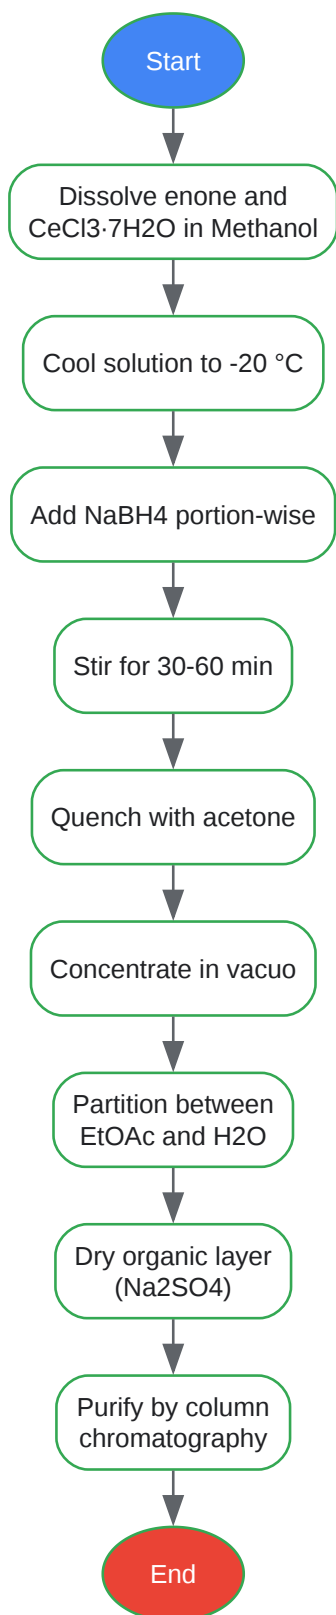 Start
Dissolve enone and
CeCl3·7H2O in Methanol
Cool solution to -20 °C
Add NaBH4 portion-wise
Stir for 30-60 min
Quench with acetone
Concentrate in vacuo
Partition between
EtOAc and H2O
Dry organic layer
(Na2SO4)
Purify by column
chromatography
End